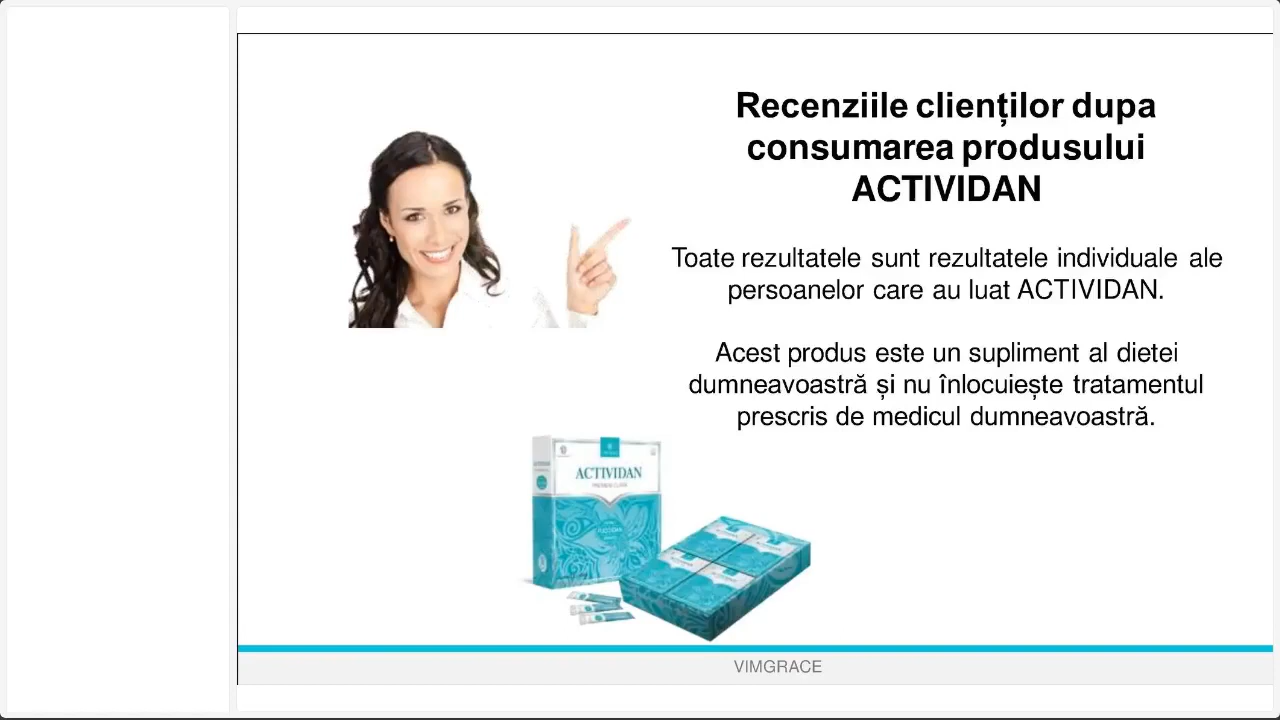 Recenziile clienților dupa
consumarea produsului
ACTIVIDAN
Toate rezultatele sunt rezultatele individuale ale
persoanelor care au luat ACTIVIDAN.
Acest produs este un supliment al dietei
dumneavoastră și nu înlocuiește tratamentul
prescris de medicul dumneavoastră.
ACTIVIDAN
ACTIVIDAN
VIMGRACE